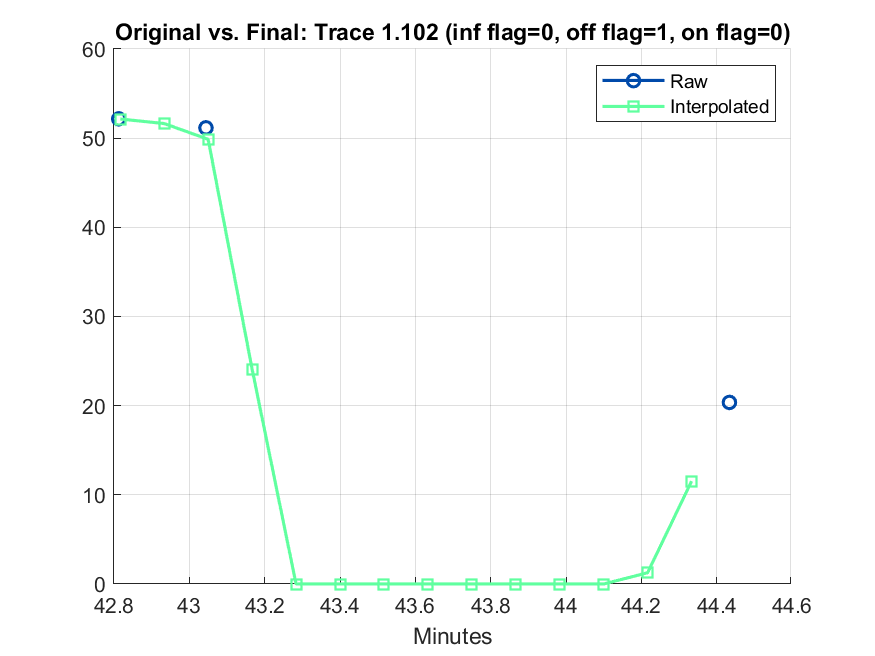 Original vs. Final: Trace 1.102 (inf flag=0, off flag=1, on flag=0)
60
50
40
30
20
10
0
Raw
Interpolated
42.8 43 43.2 43.4 43.6 43.8 44 44.2 44.4 44.6
Minutes